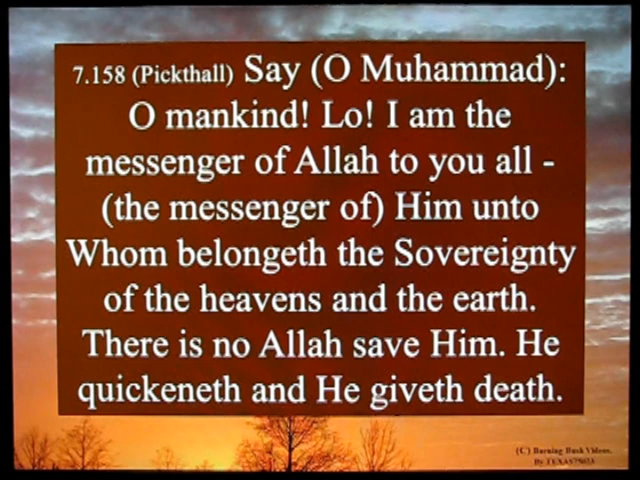 7.158 (Pickthall) Say (O Muhammad):
O mankind! Lo! I am the
messenger of Allah to you all -
(the messenger of) Him unto
Whom belongeth the Sovereignty
of the heavens and the earth.
There is no Allah save Him. He
quickeneth and He giveth death.
(C) Burning Bush Videos.
By TEXAS75023